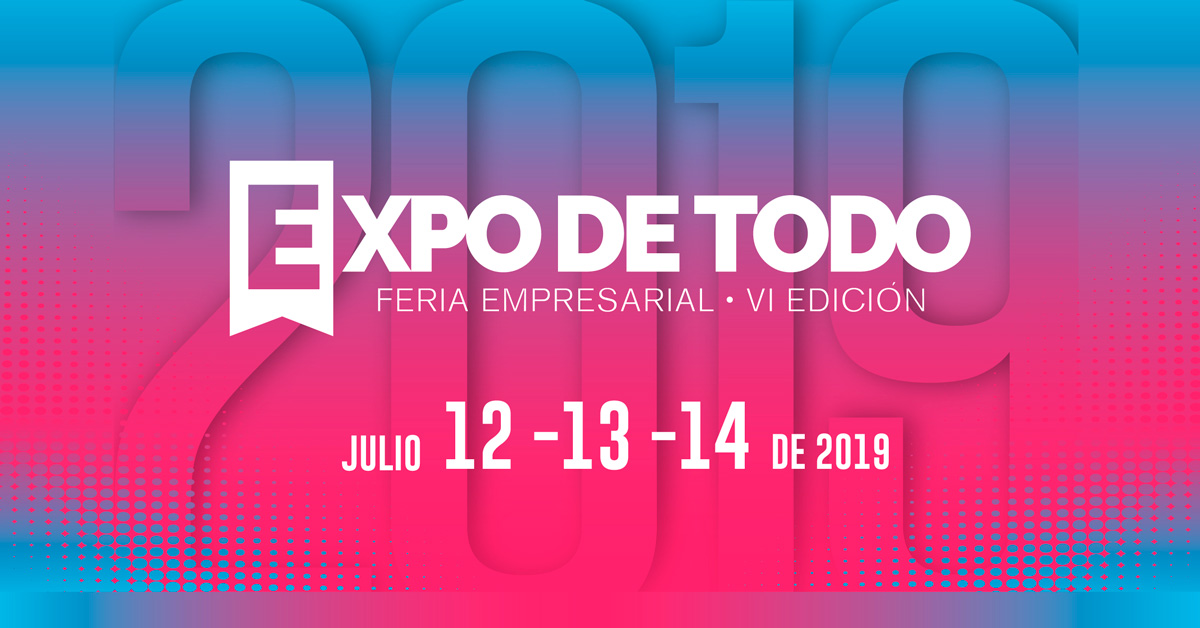 2019
EXPO DE TODO
FERIA EMPRESARIAL • VI EDICIÓN
JULIO 12 -13 -14 DE 2019